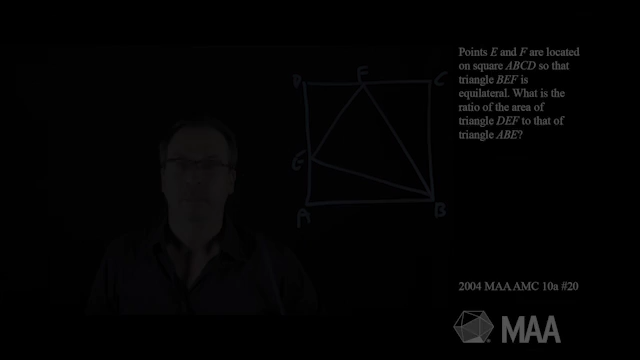 Points E and F are located
on square ABCD so that
triangle BEF is
equilateral. What is the
ratio of the area of
triangle DEF to that of
triangle ABE?
D F C
E
A B
2004 MAA AMC 10a #20
MAA